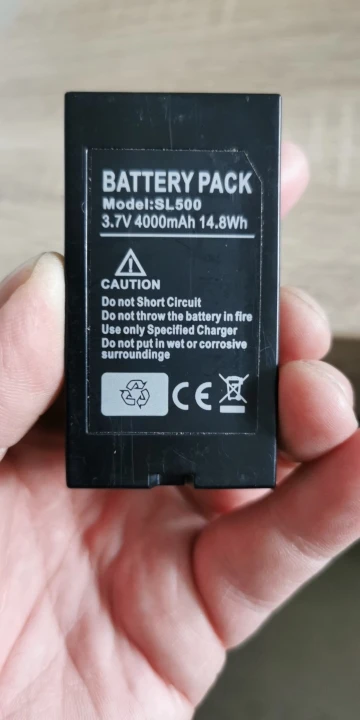 BATTERY PACK
Model:SL500
3.7V 4000mAh 14.8Wh
CAUTION
Do not Short Circuit
Do not throw the battery in fire
Use only Specified Charger
Do not put in wet or corrosive
surroundinge
CE